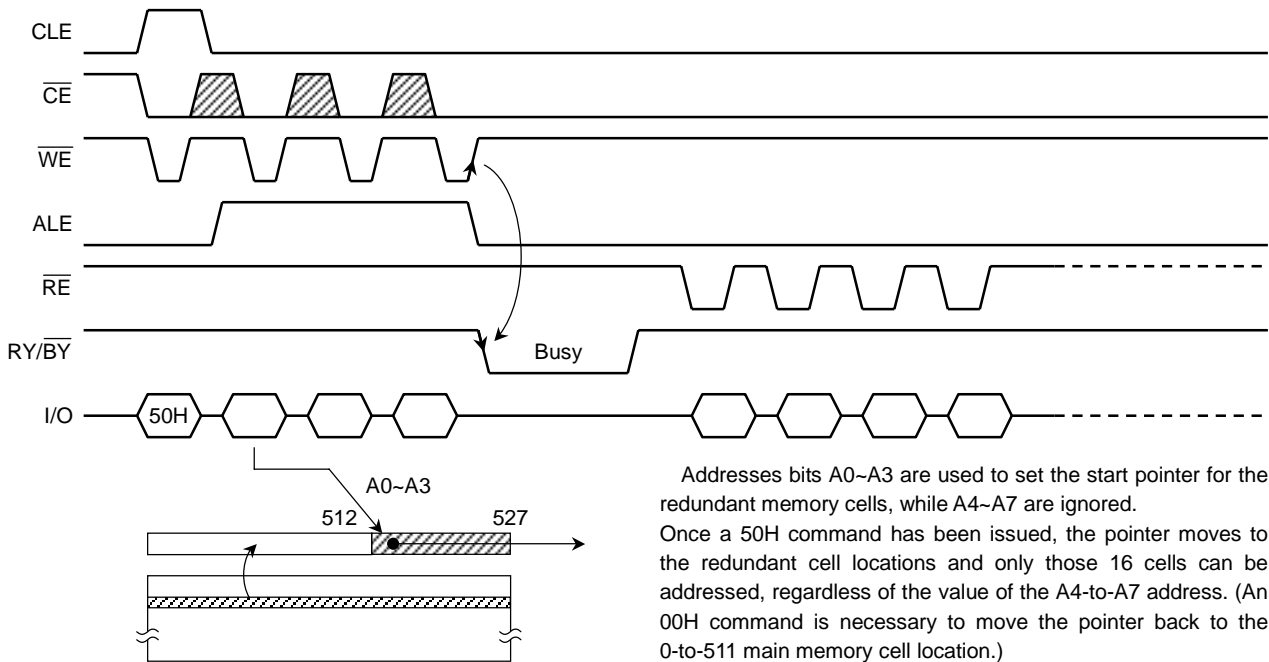 CLE
CE
WE
ALE
RE
RY/BY
Busy
I/O
50H
A0~A3
512
527
Addresses bits A0~A3 are used to set the start pointer for the
redundant memory cells, while A4~A7 are ignored.
Once a 50H command has been issued, the pointer moves to
the redundant cell locations and only those 16 cells can be
addressed, regardless of the value of the A4-to-A7 address. (An
00H command is necessary to move the pointer back to the
0-to-511 main memory cell location.)